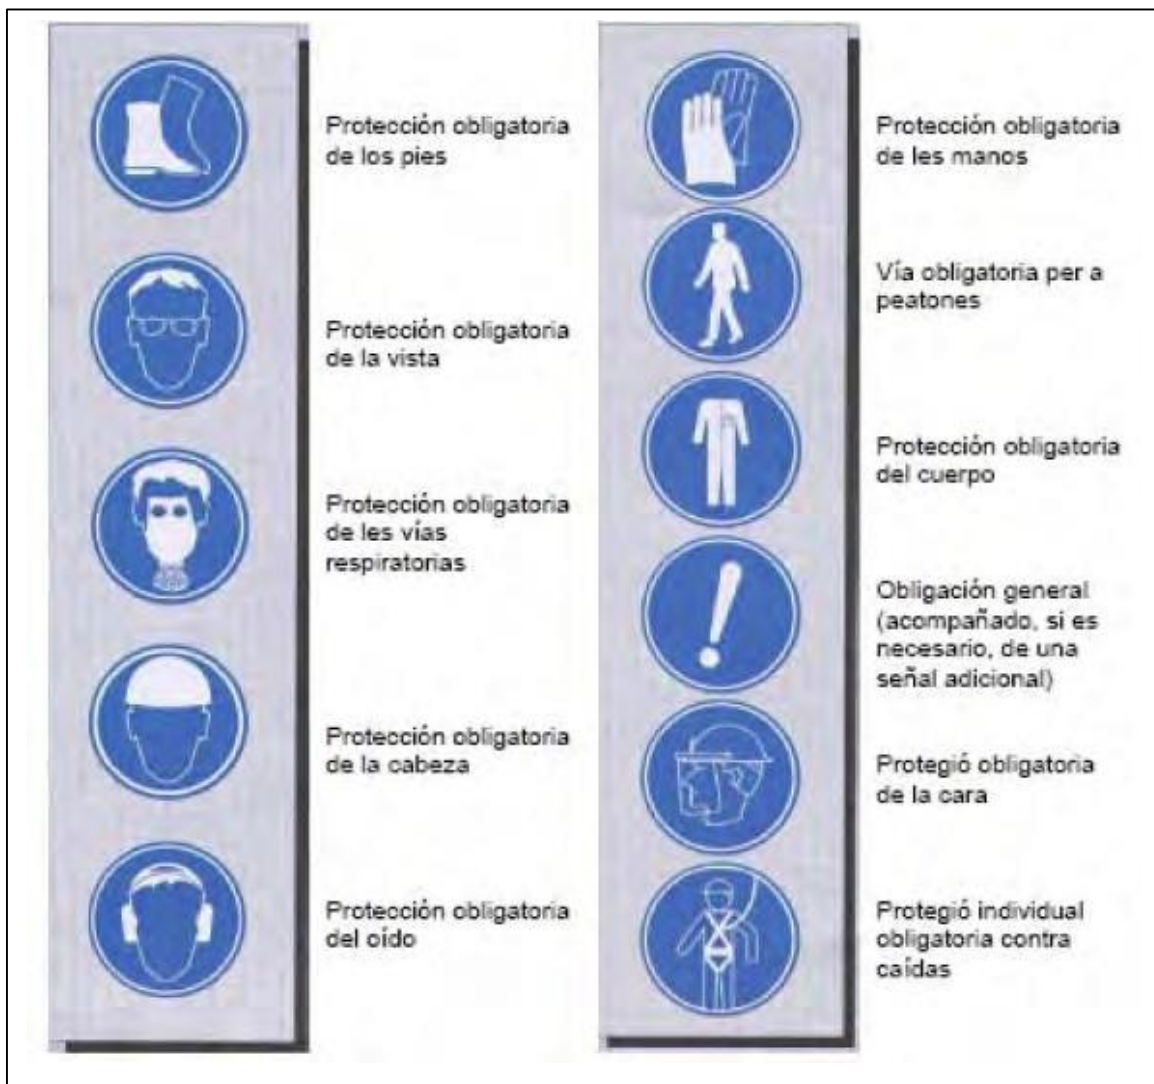 Protección obligatoria
de los pies
Protección obligatoria
de la vista
Protección obligatoria
de les vías
respiratorias
Protección obligatoria
de la cabeza
Protección obligatoria
del oído
Protección obligatoria
de les manos
Vía obligatoria per a
peatones
Protección obligatoria
del cuerpo
Obligación general
(acompañado, si es
necesario, de una
señal adicional)
Protegió obligatoria
de la cara
Protegió individual
obligatoria contra
caídas